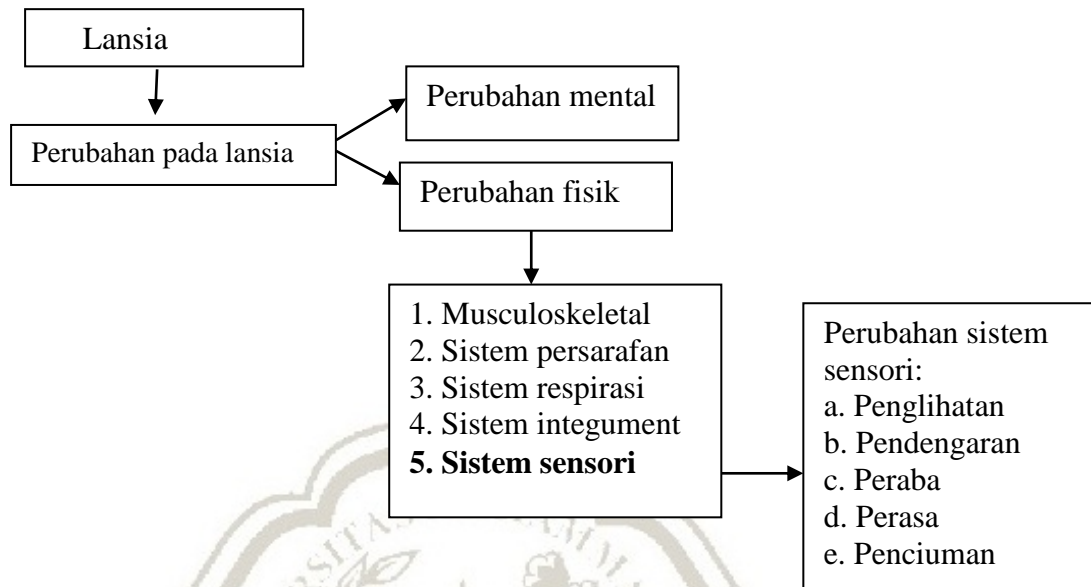 Lansia
Perubahan mental
Perubahan pada lansia
Perubahan fisik
1. Musculoskeletal
2. Sistem persarafan
3. Sistem respirasi
4. Sistem integument
5. Sistem sensori
Perubahan sistem
sensori:
a. Penglihatan
b. Pendengaran
c. Peraba
d. Perasa
e. Penciuman